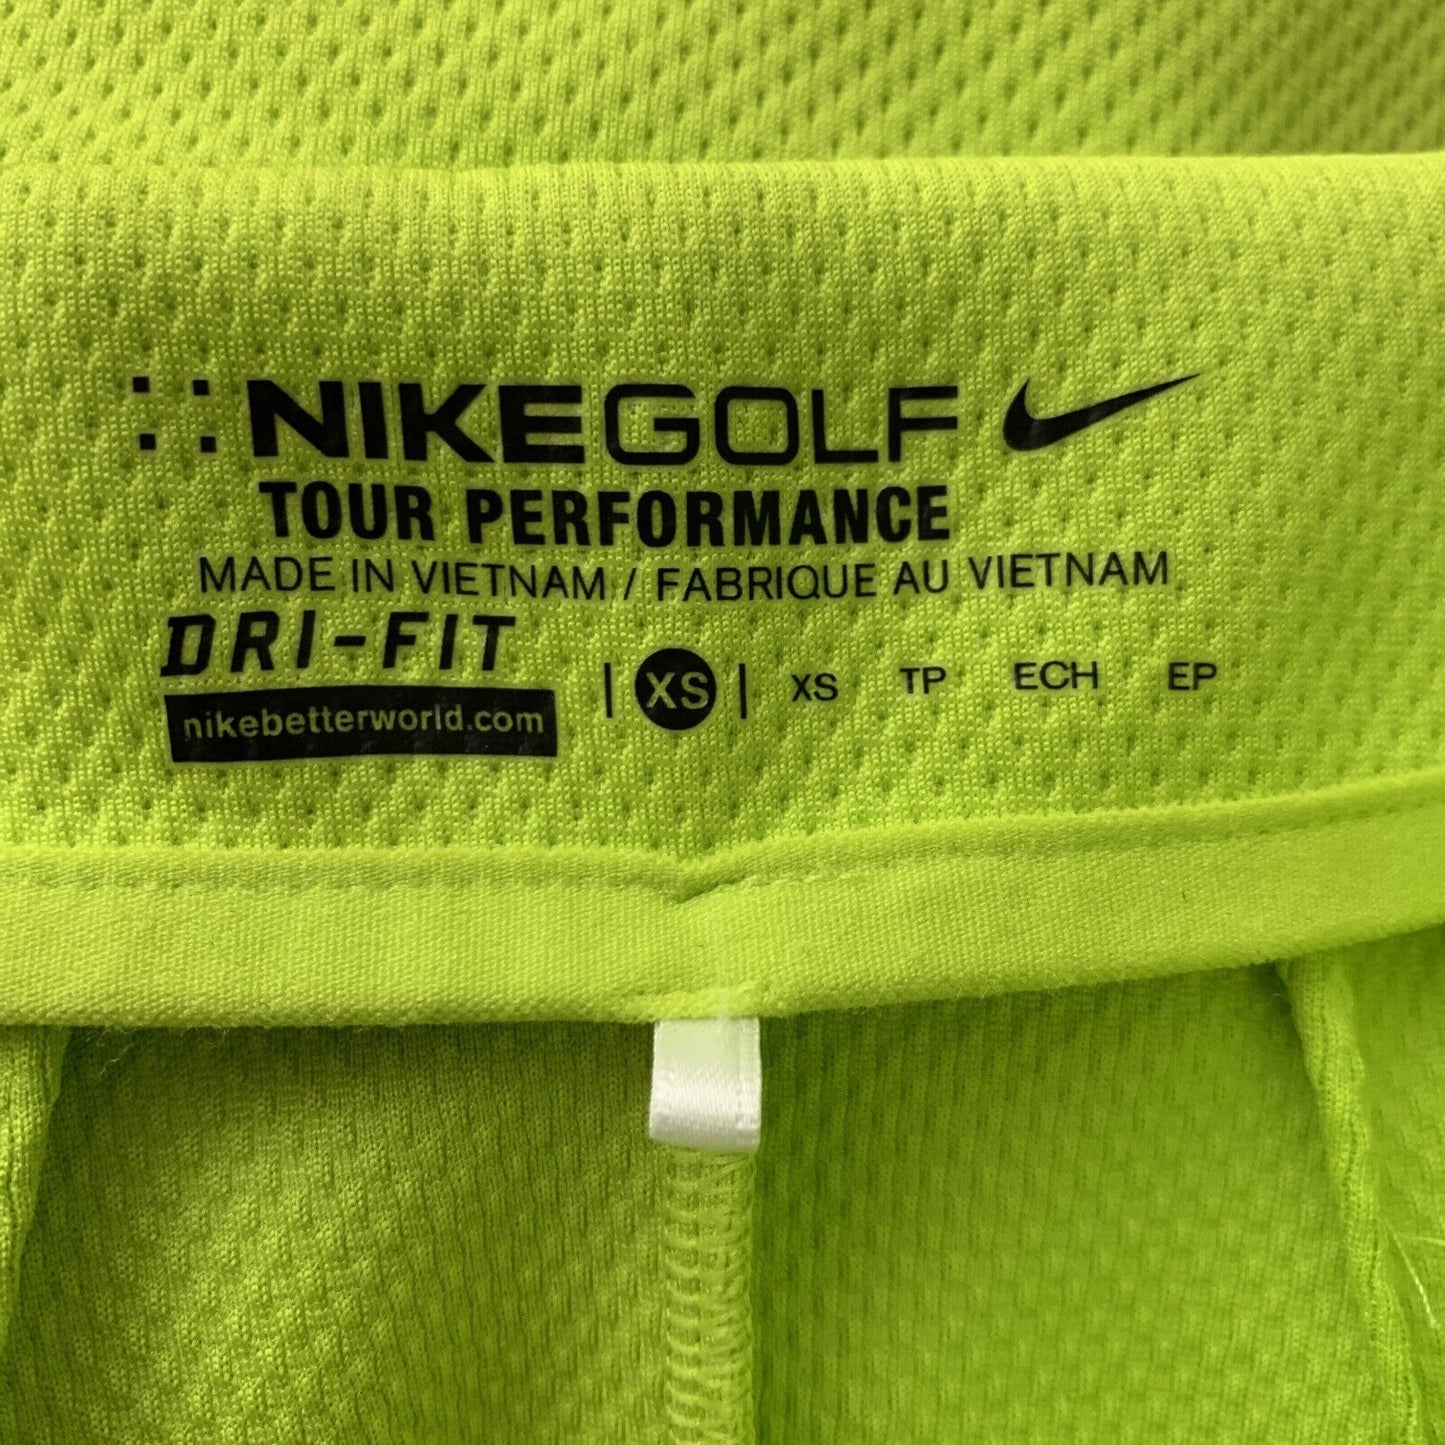 NIKEGOLF
TOUR PERFORMANCE
MADE IN VIETNAM / FABRIQUE AU VIETNAM
DRI-FIT
nikebetterworld.com
| XS | XS TP ECH EP